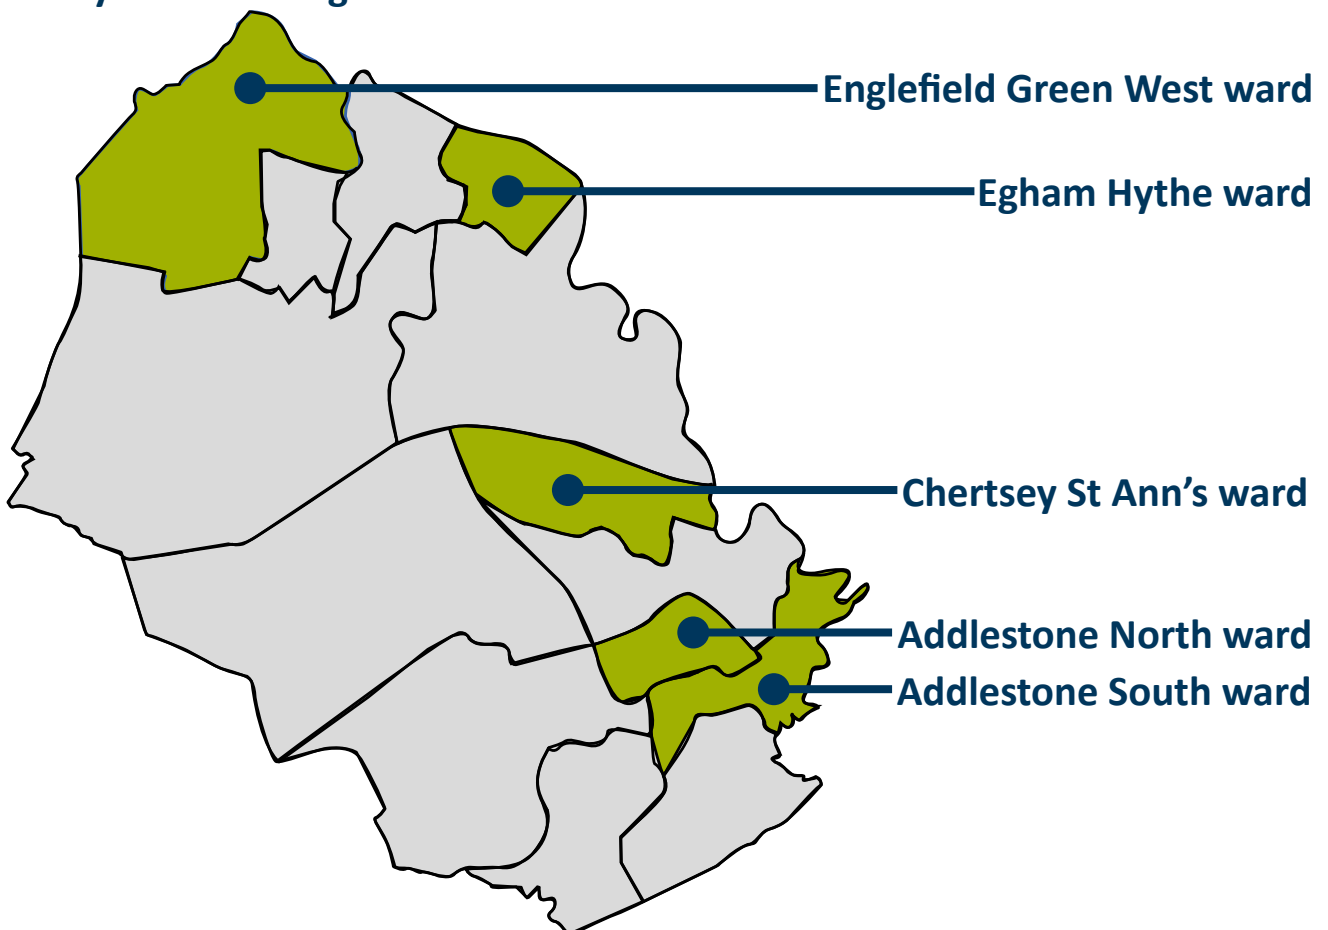 Englefield Green West ward
Egham Hythe ward
Chertsey St Ann’s ward
Addlestone North ward
Addlestone South ward